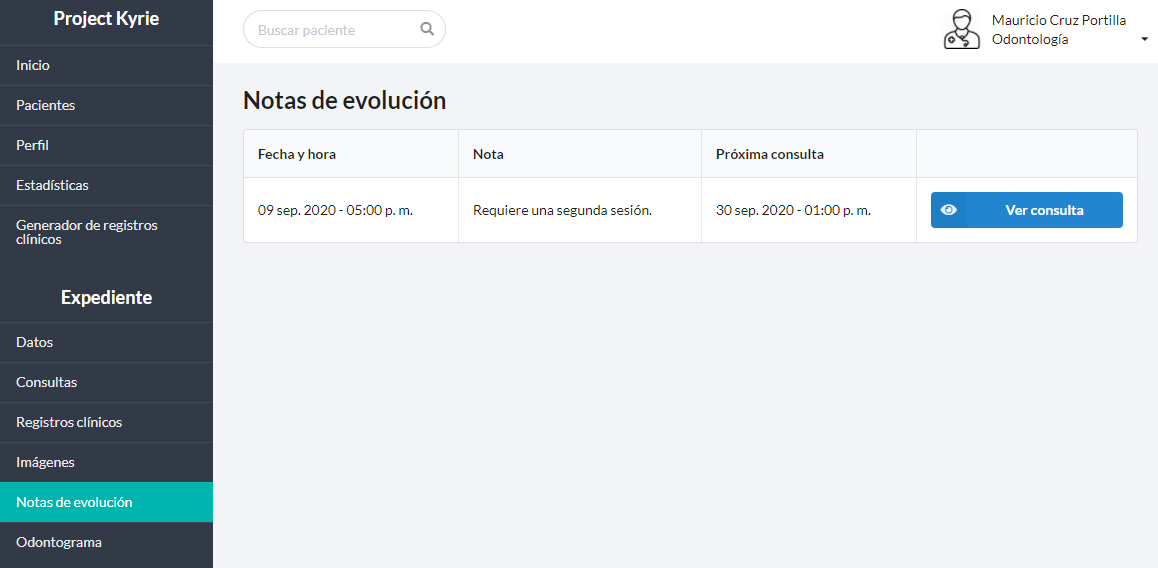 Project Kyrie
Inicio
Pacientes
Perfil
Estadísticas
Generador de registros
clínicos
Expediente
Datos
Consultas
Registros clínicos
Imágenes
Notas de evolución
Odontograma
Buscar paciente
Mauricio Cruz Portilla
Odontología
Notas de evolución
Fecha y hora Nota Próxima consulta
09 sep. 2020 - 05:00 p. m. Requiere una segunda sesión. 30 sep. 2020 - 01:00 p. m. Ver consulta